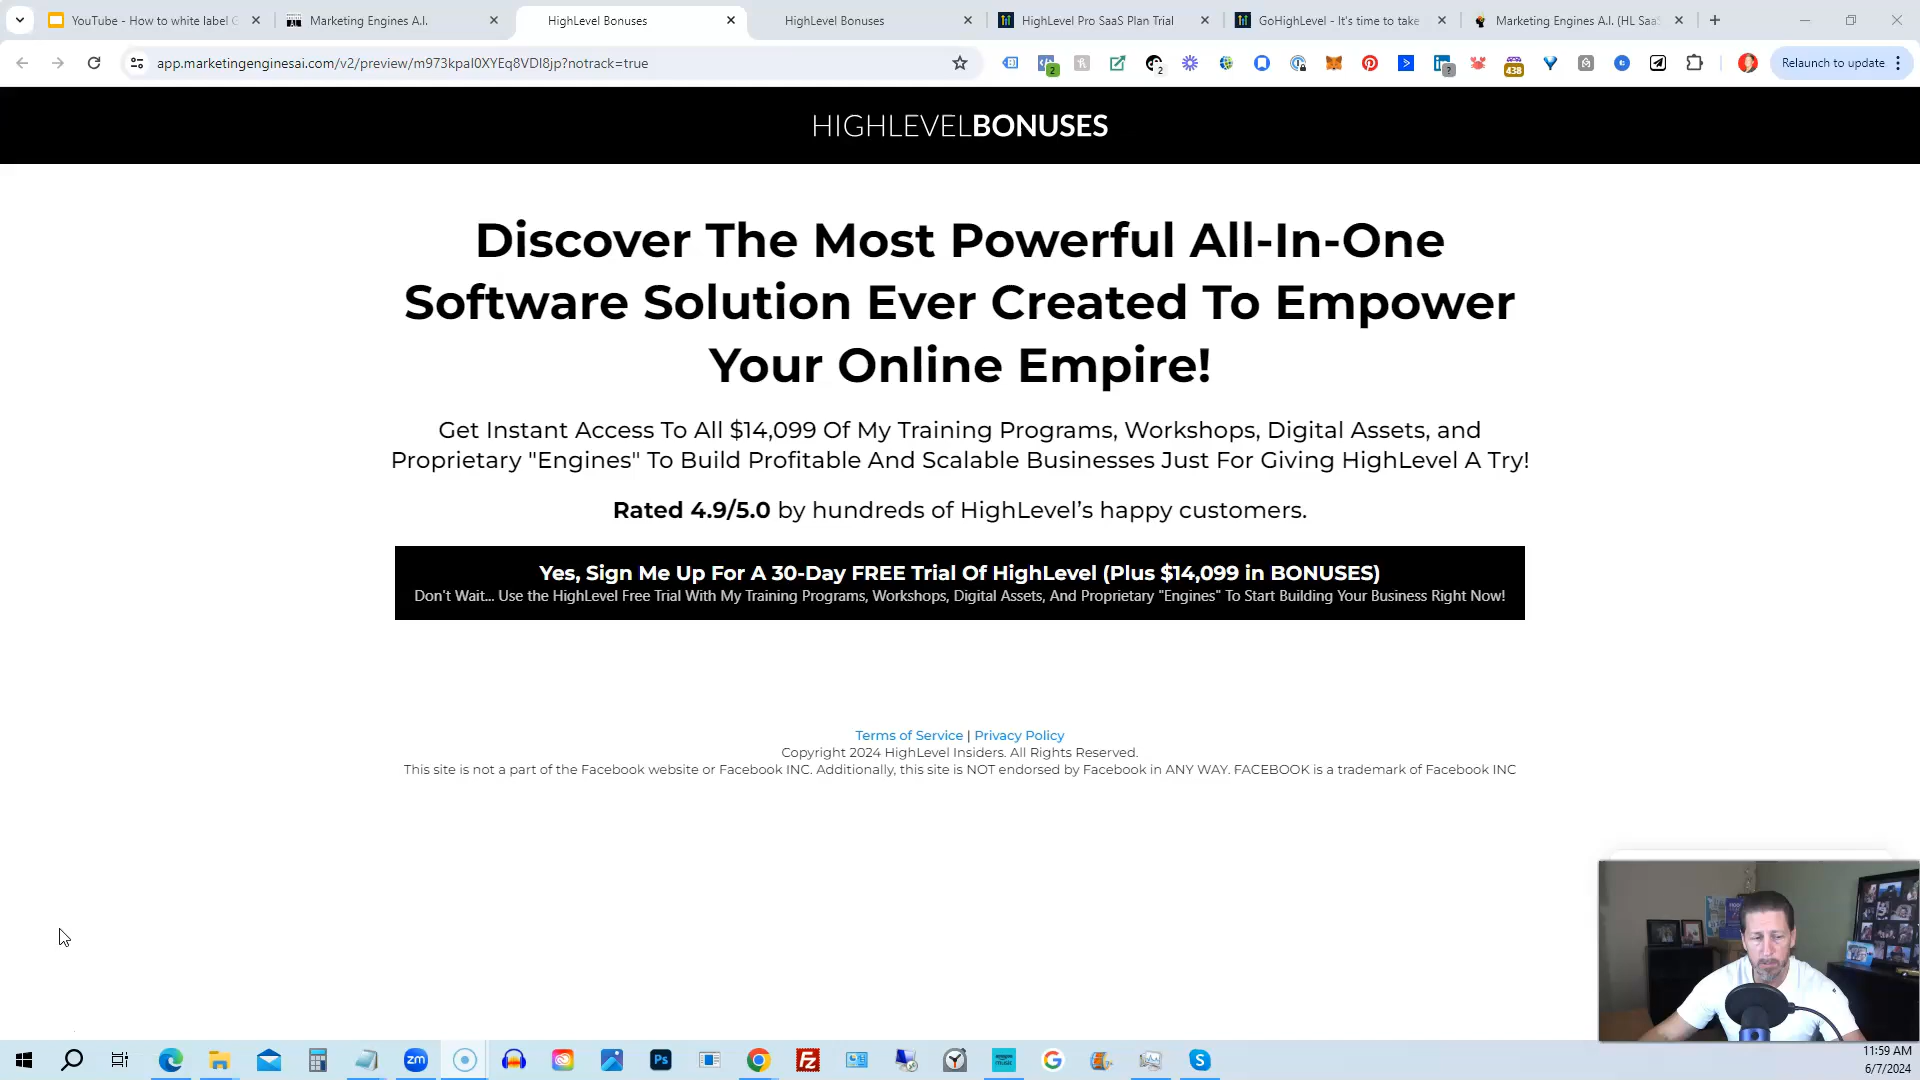 YouTube - How to white label G
Marketing Engines A.I.
HighLevel Bonuses
HighLevel Bonuses
HighLevel Pro SaaS Plan Trial
GoHighLevel - It's time to take
Marketing Engines A.I. (HL SaaS
app.marketingenginesai.com/v2/preview/m973kpal0XYEq8VDl8jp?notrack=true
2
2
?
438
Relaunch to update
HIGHLEVELBONUSES
Discover The Most Powerful All-In-One
Software Solution Ever Created To Empower
Your Online Empire!
Get Instant Access To All $14,099 Of My Training Programs, Workshops, Digital Assets, and
Proprietary "Engines" To Build Profitable And Scalable Businesses Just For Giving HighLevel A Try!
Rated 4.9/5.0 by hundreds of HighLevel’s happy customers.
Yes, Sign Me Up For A 30-Day FREE Trial Of HighLevel (Plus $14,099 in BONUSES)
Don't Wait... Use the HighLevel Free Trial With My Training Programs, Workshops, Digital Assets, And Proprietary "Engines" To Start Building Your Business Right Now!
Terms of Service | Privacy Policy
Copyright 2024 HighLevel Insiders. All Rights Reserved.
This site is not a part of the Facebook website or Facebook INC. Additionally, this site is NOT endorsed by Facebook in ANY WAY. FACEBOOK is a trademark of Facebook INC
zm
Ps
Fz
amazon music
G
S
11:59 AM
6/7/2024